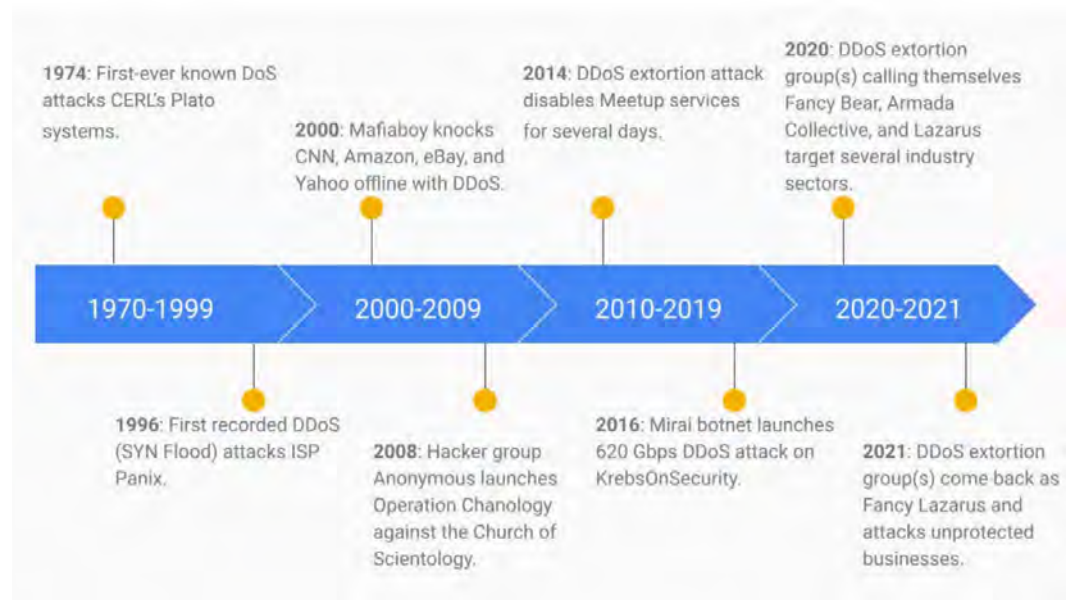 1974: First-ever known DoS
attacks CERL's Plato
systems.
2000: Mafiaboy knocks
CNN, Amazon, eBay, and
Yahoo offline with DDoS.
2014: DDoS extortion attack
disables Meetup services
for several days.
2020: DDoS extortion
group(s) calling themselves
Fancy Bear, Armada
Collective, and Lazarus
target several industry
sectors.
1970-1999
2000-2009
2010-2019
2020-2021
1996: First recorded DDoS
(SYN Flood) attacks ISP
Panix.
2008: Hacker group
Anonymous launches
Operation Chanology
against the Church of
Scientology.
2016: Mirai botnet launches
620 Gbps DDoS attack on
KrebsOnSecurity.
2021: DDoS extortion
group(s) come back as
Fancy Lazarus and
attacks unprotected
businesses.